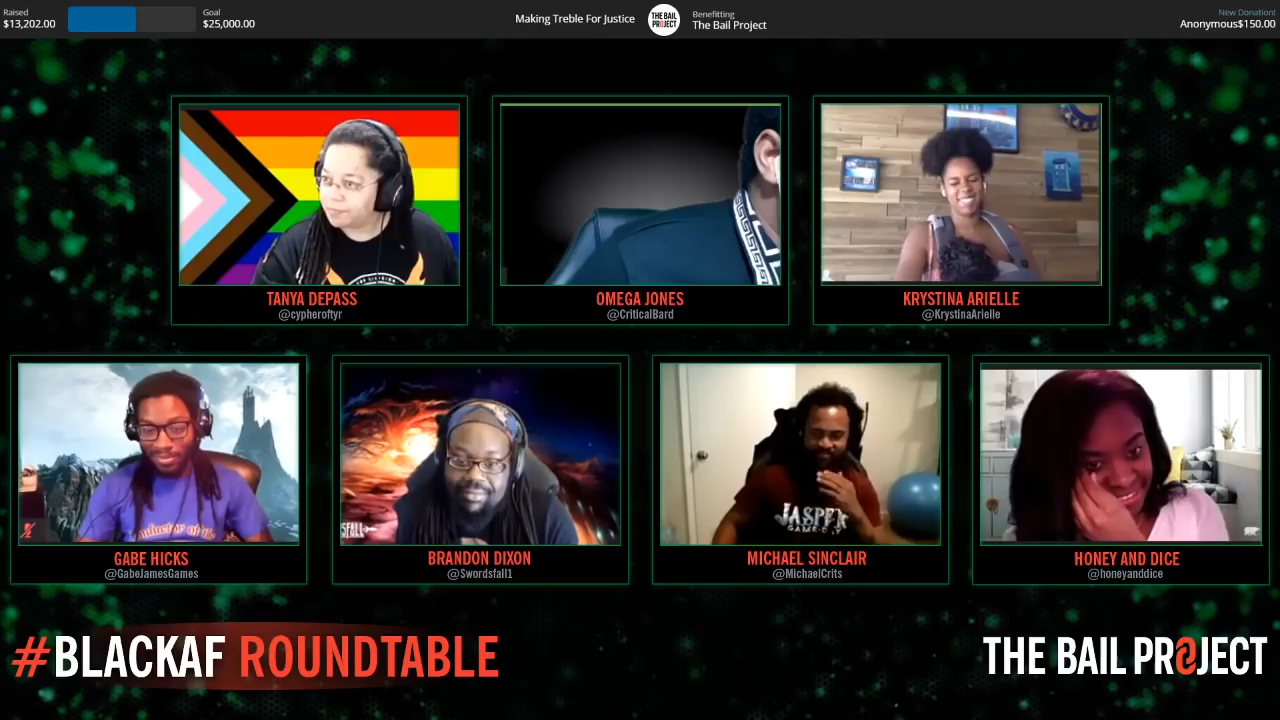 Raised
$13,202.00
Goal
$25,000.00
Making Treble For Justice
THE BAIL
PROJECT
Benefitting
The Bail Project
New Donation!
Anonymous$150.00
TANYA DEPASS
@cypheroftyr
OMEGA JONES
@CriticalBard
KRYSTINA ARIELLE
@KrystinaArielle
GABE HICKS
@GabeJamesGames
SFALL
BRANDON DIXON
@Swordsfall1
JASPER
MICHAEL SINCLAIR
@MichaelCrits
HONEY AND DICE
@honeyanddice
#BLACKAF ROUNDTABLE
THE BAIL PROJECT